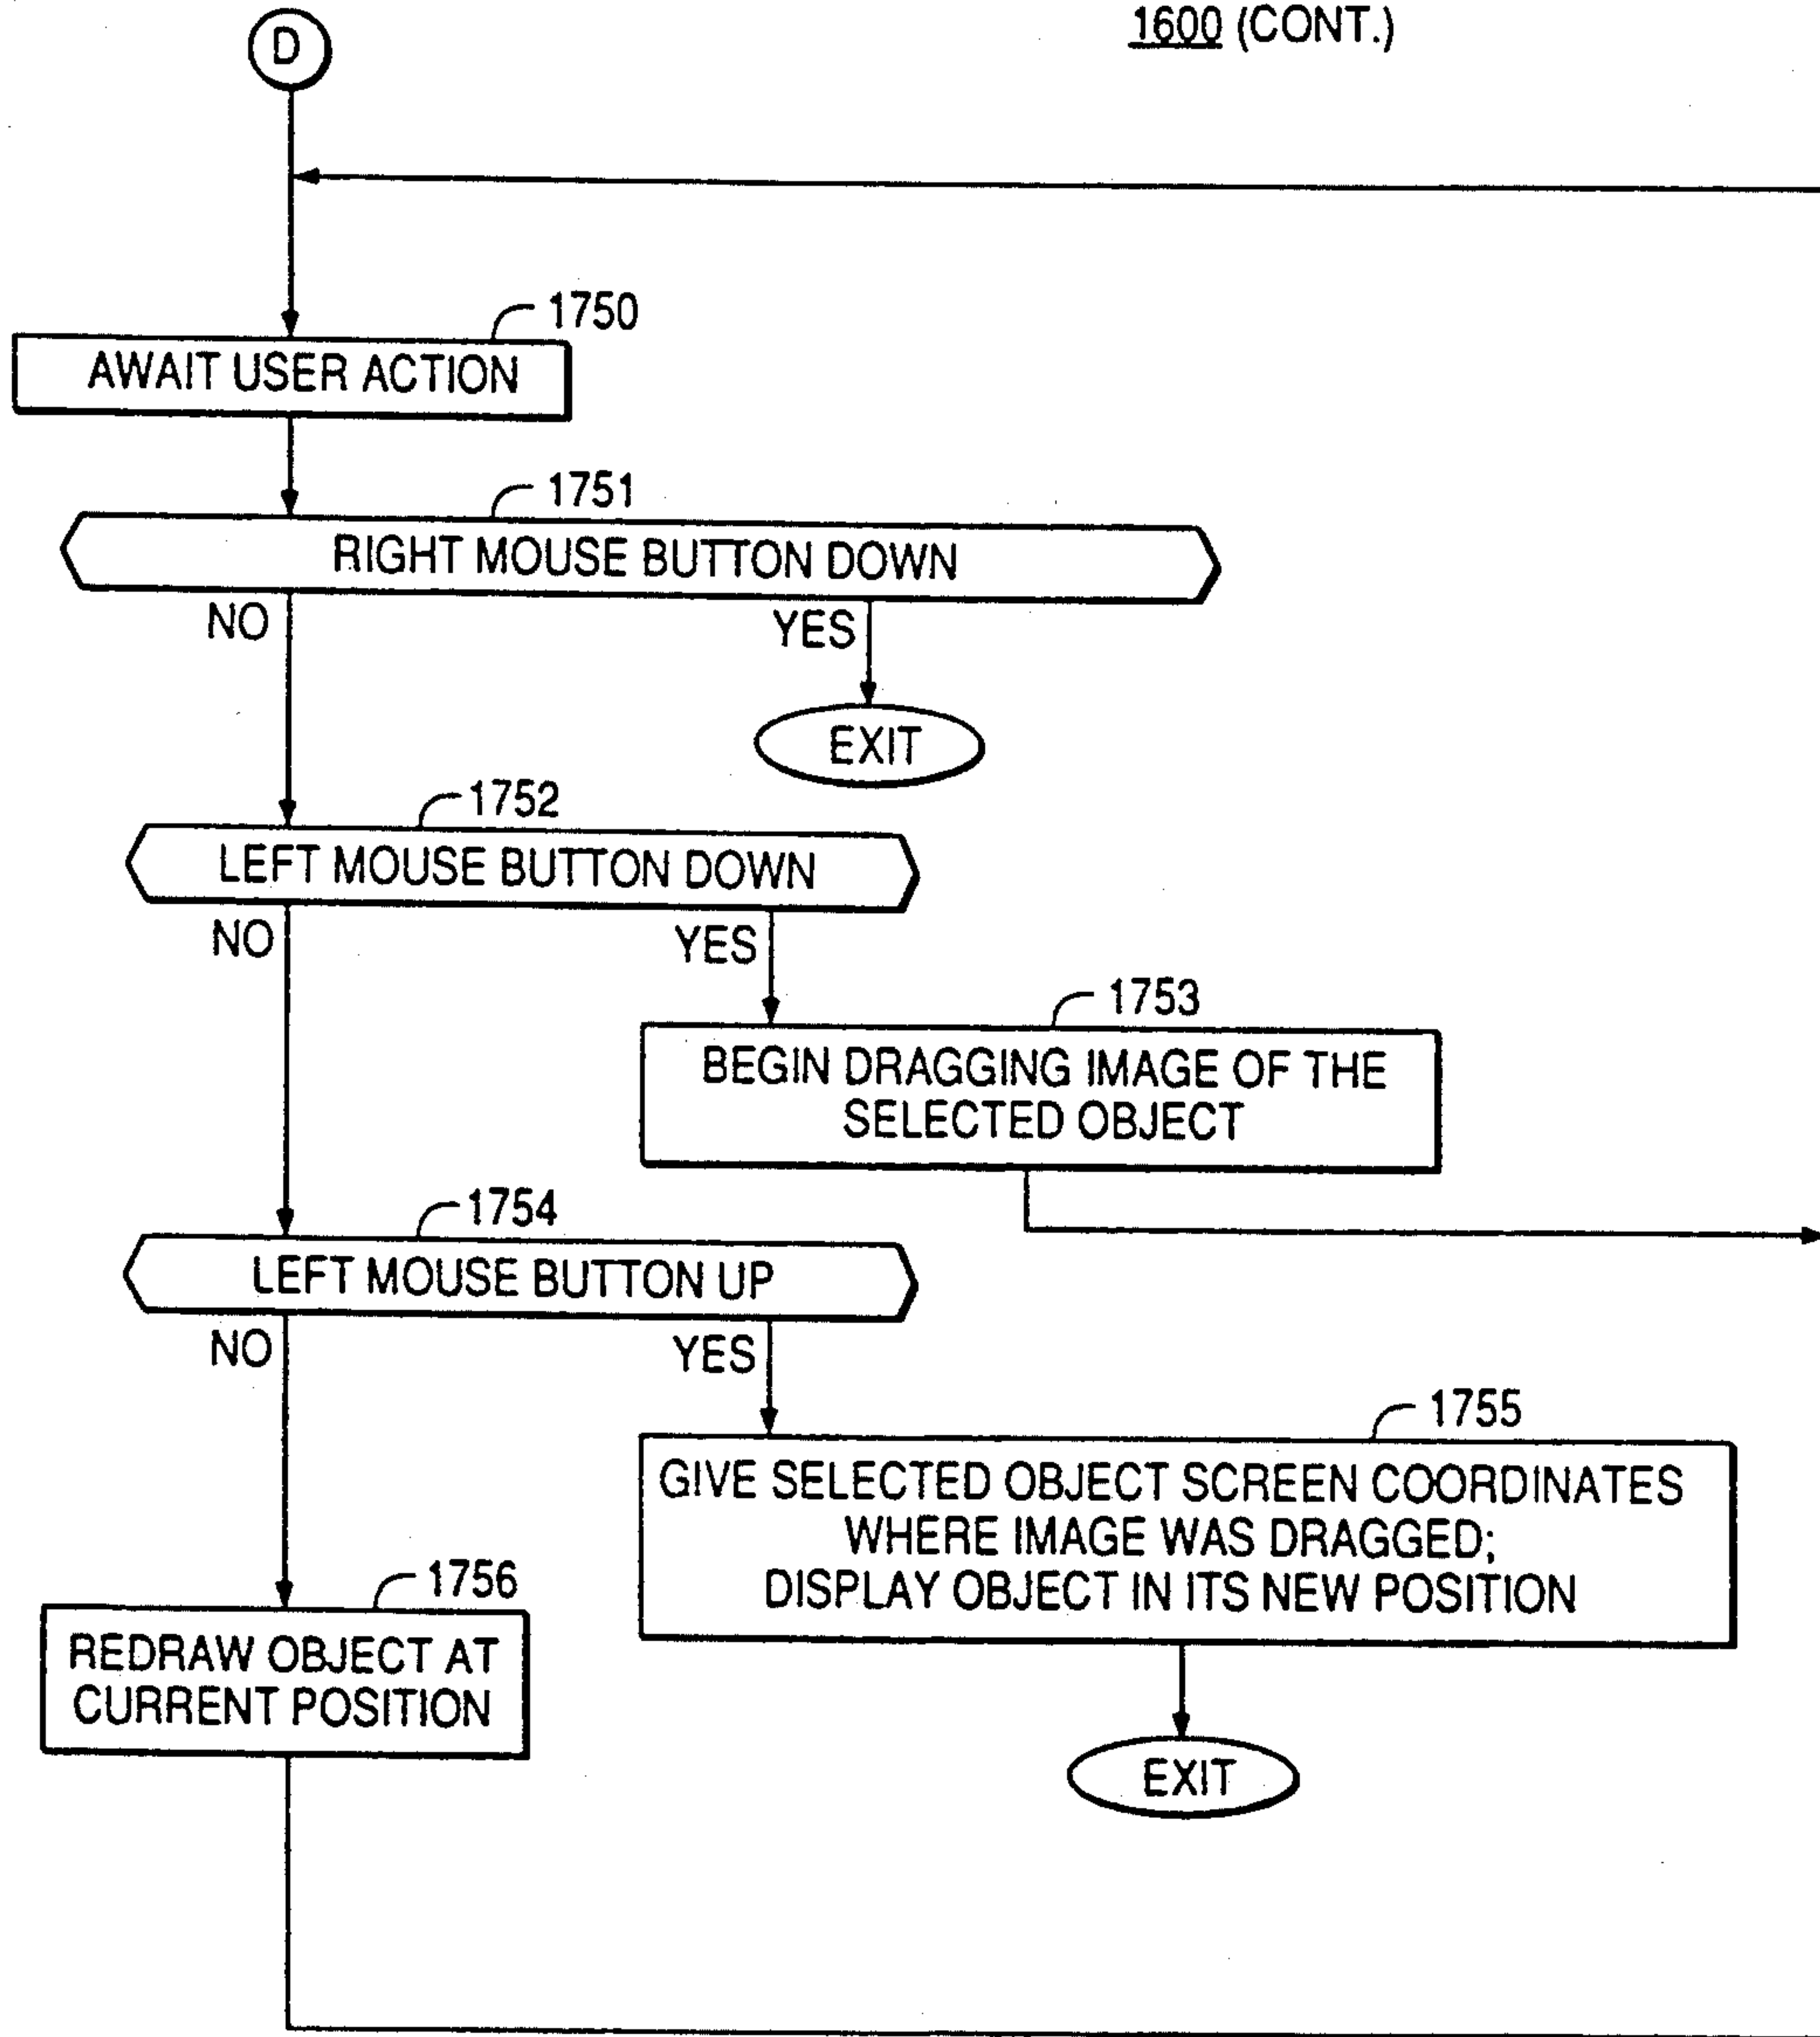 D
1600 (CONT.)
1750
AWAIT USER ACTION
1751
RIGHT MOUSE BUTTON DOWN
NO
YES
EXIT
1752
LEFT MOUSE BUTTON DOWN
NO
YES
1753
BEGIN DRAGGING IMAGE OF THE
SELECTED OBJECT
1754
LEFT MOUSE BUTTON UP
NO
YES
1755
GIVE SELECTED OBJECT SCREEN COORDINATES
WHERE IMAGE WAS DRAGGED;
DISPLAY OBJECT IN ITS NEW POSITION
1756
REDRAW OBJECT AT
CURRENT POSITION
EXIT